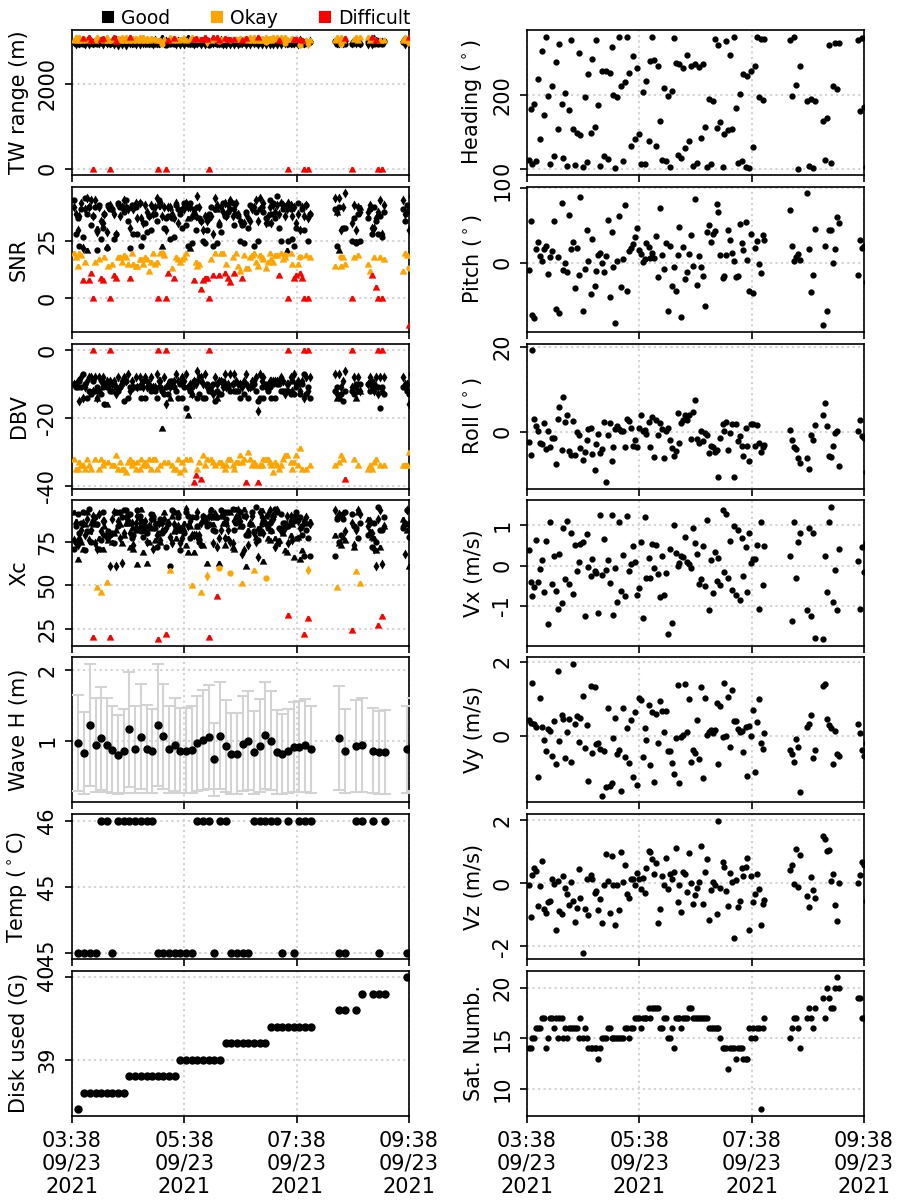 Good Okay Difficult
TW range (m)
2000
0
Heading (°)
200
0
SNR
25
0
Pitch (°)
100
0
DBV
0
-20
-40
Roll (°)
20
0
Xc
75
50
25
Vx (m/s)
1
0
-1
Wave H (m)
2
1
Vy (m/s)
2
0
Temp (°C)
46
45
45
Vz (m/s)
2
0
-2
Disk used (G)
40
39
Sat. Numb.
20
15
10
03:38 05:38 07:38 09:38 03:38 05:38 07:38 09:38
09/23 09/23 09/23 09/23 09/23 09/23 09/23 09/23
2021 2021 2021 2021 2021 2021 2021 2021